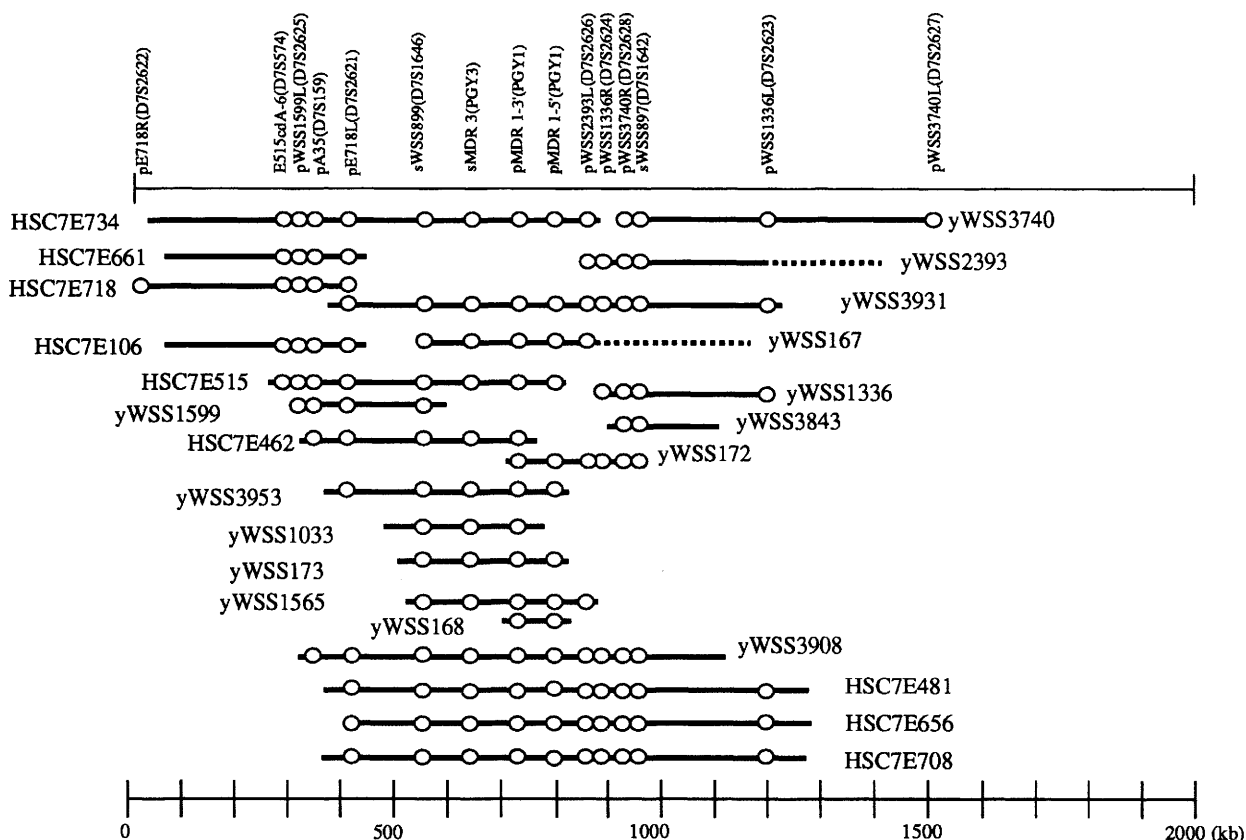 pE718R(D7S2622)
E515cdA-6(D7S574)
pWSS1599L(D7S2625)
pA35(D7S159)
pE718L(D7S2621)
sWSS899(D7S1646)
sMDR 3(PGY3)
pMDR 1-3'(PGY1)
pMDR 1-5'(PGY1)
pWSS2393L(D7S2626)
pWSS1336R(D7S2624)
pWSS3740R(D7S2628)
sWSS897(D7S1642)
pWSS1336L(D7S2623)
pWSS3740L(D7S2627)
HSC7E734
yWSS3740
HSC7E661
yWSS2393
HSC7E718
yWSS3931
HSC7E106
yWSS167
HSC7E515
yWSS1336
yWSS1599
yWSS3843
HSC7E462
yWSS172
yWSS3953
yWSS1033
yWSS173
yWSS1565
yWSS168
yWSS3908
HSC7E481
HSC7E656
HSC7E708
0 500 1000 1500 2000 (kb)